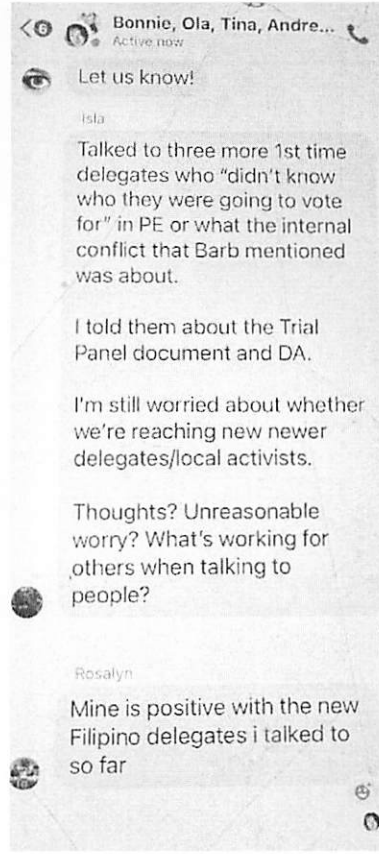 Bonnie, Ola, Tina, Andre...
Active now
Let us know!
Isla
Talked to three more 1st time
delegates who “didn’t know
who they were going to vote
for” in PE or what the internal
conflict that Barb mentioned
was about.
I told them about the Trial
Panel document and DA.
I'm still worried about whether
we're reaching new newer
delegates/local activists.
Thoughts? Unreasonable
worry? What's working for
others when talking to
people?
Rosalyn
Mine is positive with the new
Filipino delegates i talked to
so far